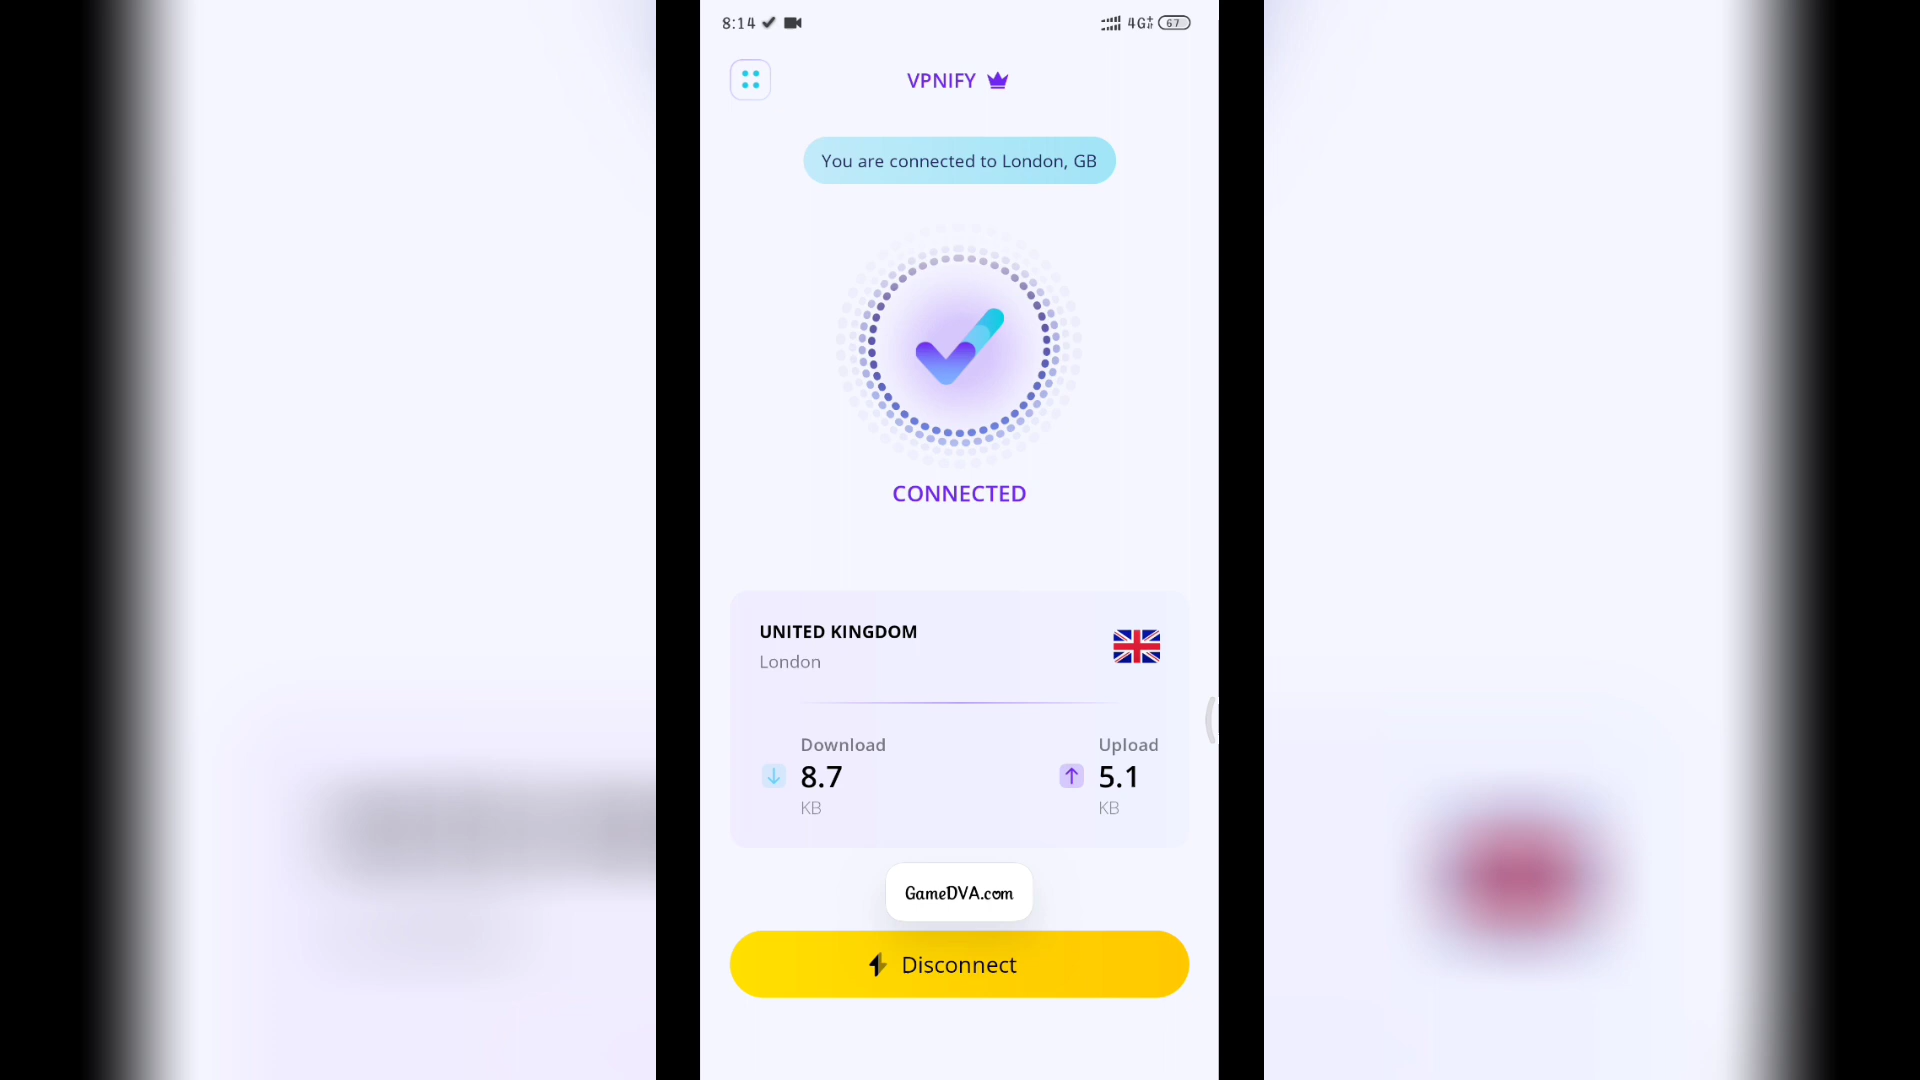 8:14 4G+ 67
VPNIFY
You are connected to London, GB
CONNECTED
UNITED KINGDOM
London
Download Upload
8.7 5.1
KB KB
GameDVA.com
Disconnect